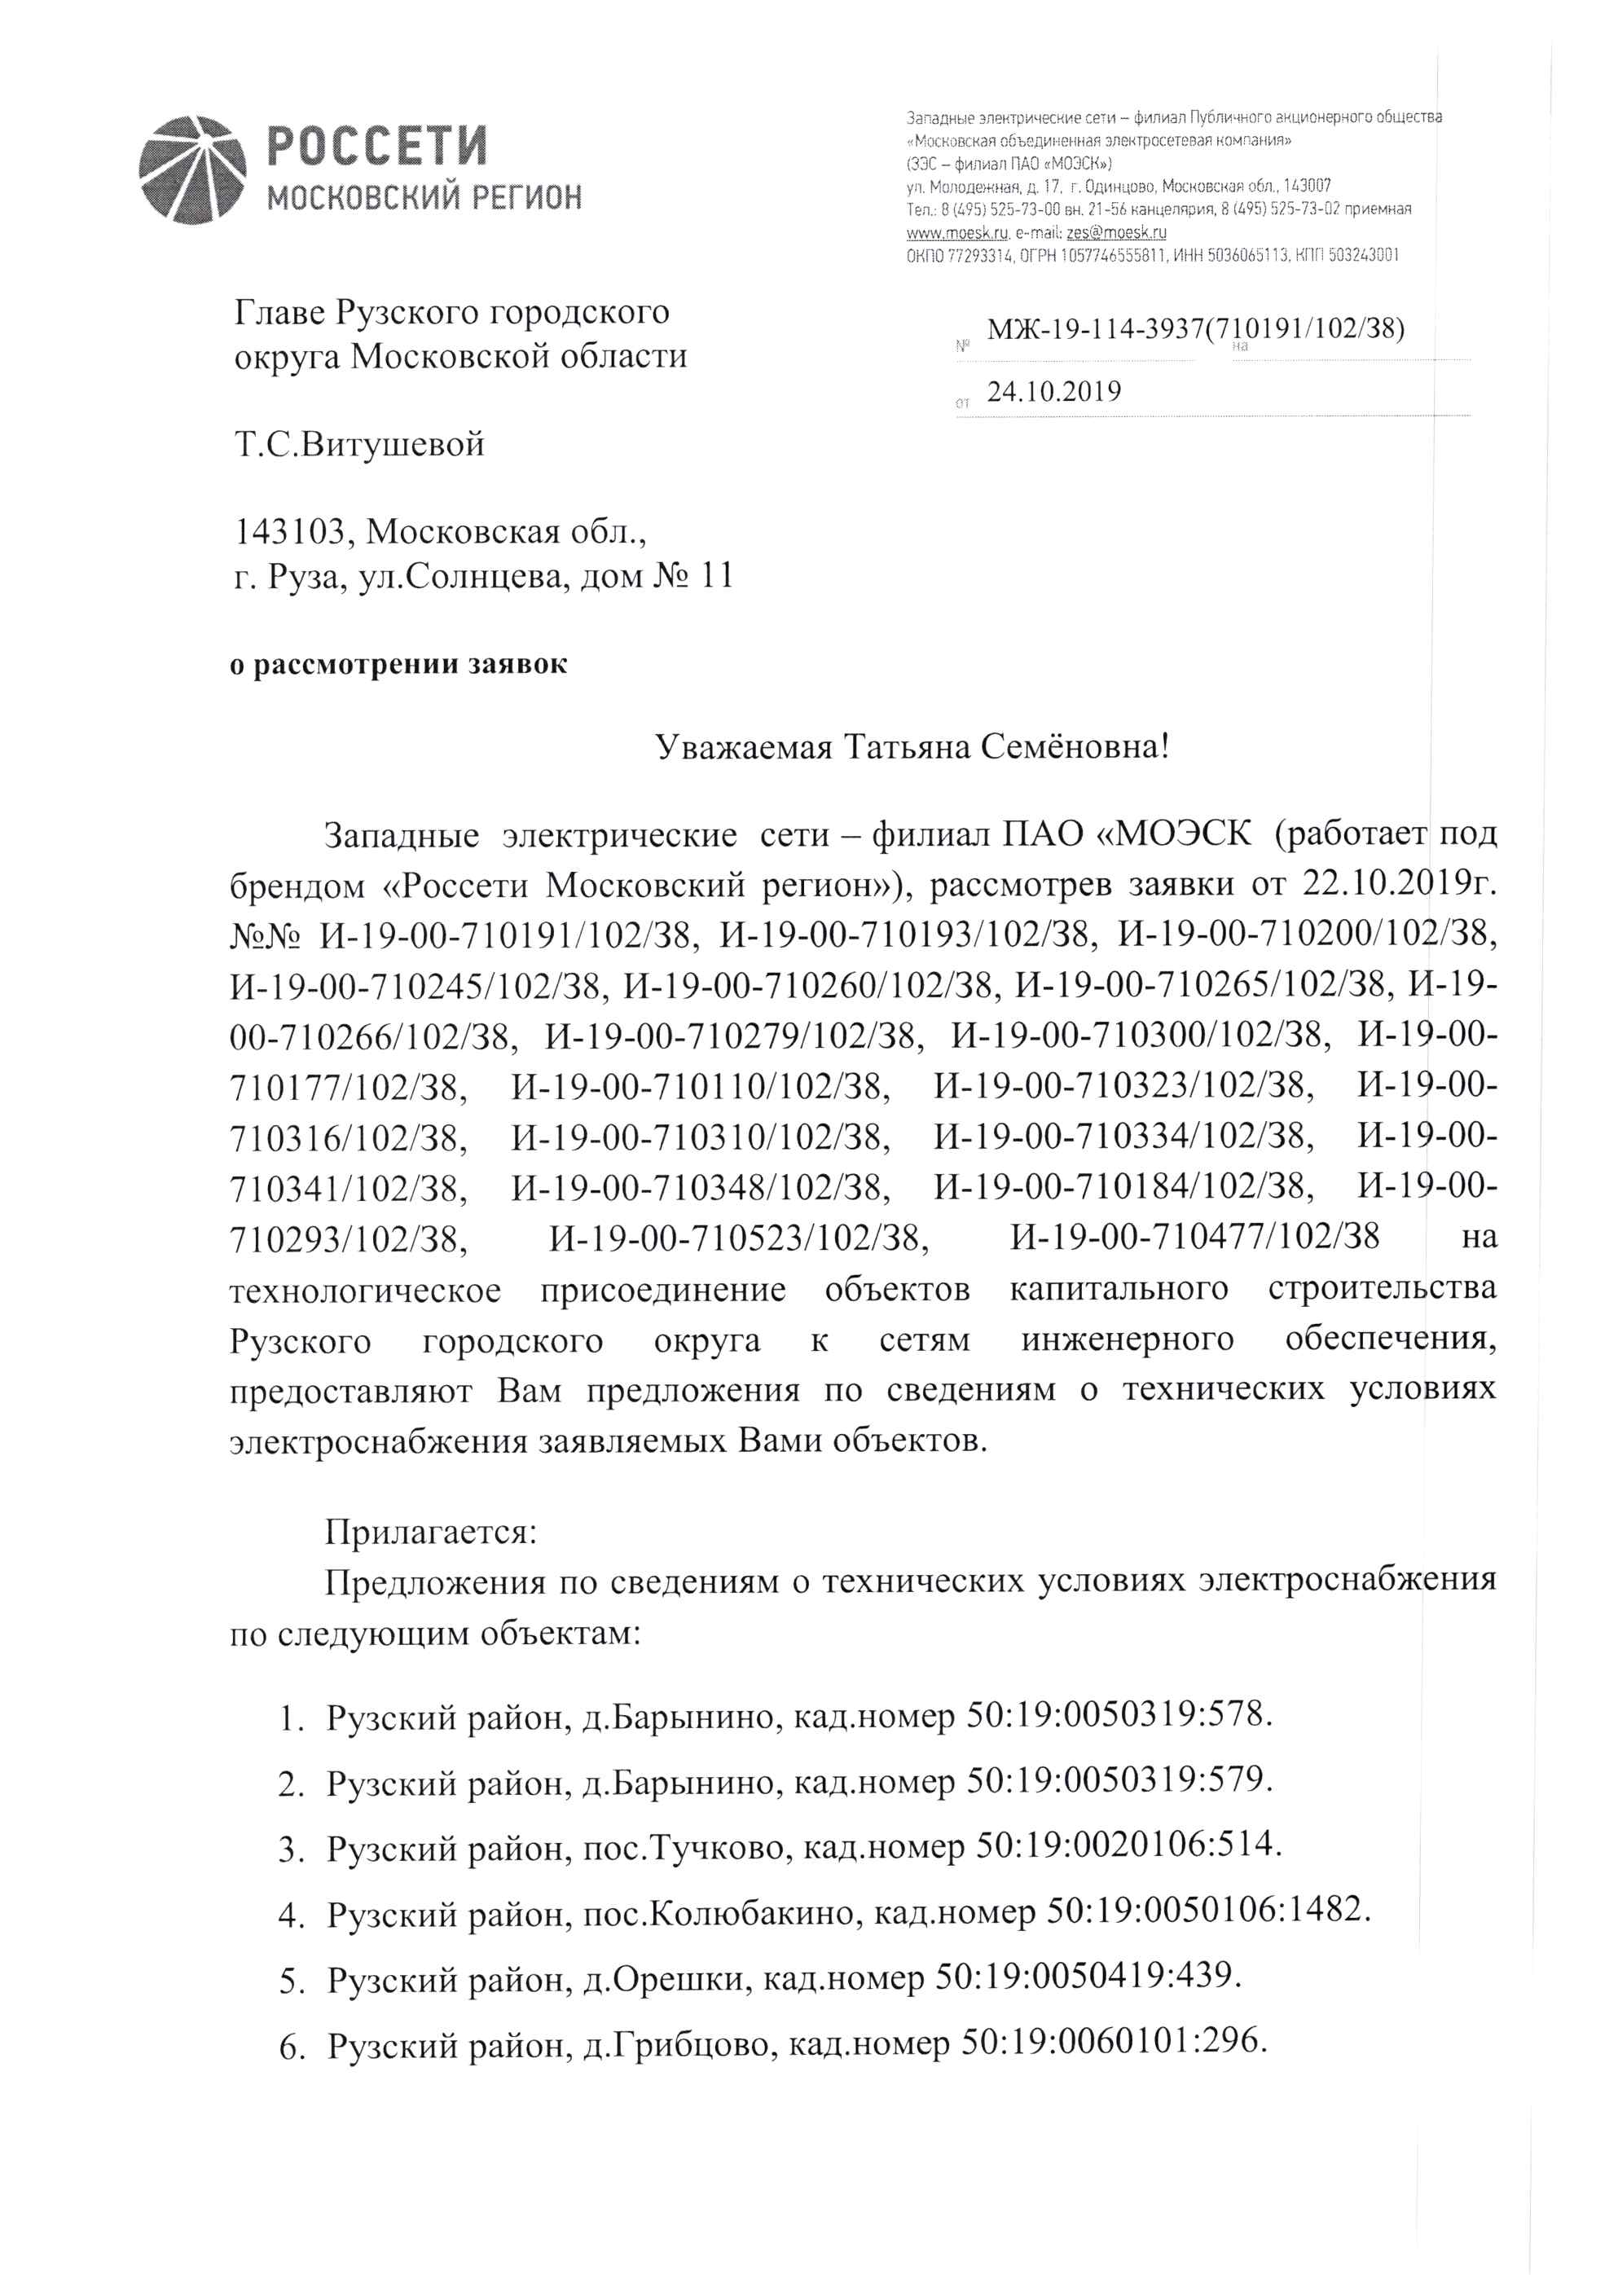 РОССЕТИ
МОСКОВСКИЙ РЕГИОН
Западные электрические сети – филиал Публичного акционерного общества
«Московская объединенная электросетевая компания»
(ЗЭС – филиал ПАО «МОЭСК»)
ул. Молодежная, д. 17, г. Одинцово, Московская обл., 143007
Тел.: 8 (495) 525-73-00 вн. 21-56 канцелярия, 8 (495) 525-73-02 приемная
www.moesk.ru, e-mail: zes@moesk.ru
ОКПО 77293314, ОГРН 1057746555811, ИНН 5036065113, КПП 503243001
Главе Рузского городского
округа Московской области
№ МЖ-19-114-3937(710191/102/38)
на
от 24.10.2019
Т.С.Витушевой
143103, Московская обл.,
г. Руза, ул.Солнцева, дом № 11
о рассмотрении заявок
Уважаемая Татьяна Семёновна!
Западные электрические сети – филиал ПАО «МОЭСК (работает под
брендом «Россети Московский регион»), рассмотрев заявки от 22.10.2019г.
№№ И-19-00-710191/102/38, И-19-00-710193/102/38, И-19-00-710200/102/38,
И-19-00-710245/102/38, И-19-00-710260/102/38, И-19-00-710265/102/38, И-19-
00-710266/102/38, И-19-00-710279/102/38, И-19-00-710300/102/38, И-19-00-
710177/102/38, И-19-00-710110/102/38, И-19-00-710323/102/38, И-19-00-
710316/102/38, И-19-00-710310/102/38, И-19-00-710334/102/38, И-19-00-
710341/102/38, И-19-00-710348/102/38, И-19-00-710184/102/38, И-19-00-
710293/102/38, И-19-00-710523/102/38, И-19-00-710477/102/38 на
технологическое присоединение объектов капитального строительства
Рузского городского округа к сетям инженерного обеспечения,
предоставляют Вам предложения по сведениям о технических условиях
электроснабжения заявляемых Вами объектов.
Прилагается:
Предложения по сведениям о технических условиях электроснабжения
по следующим объектам:
1. Рузский район, д.Барынино, кад.номер 50:19:0050319:578.
2. Рузский район, д.Барынино, кад.номер 50:19:0050319:579.
3. Рузский район, пос.Тучково, кад.номер 50:19:0020106:514.
4. Рузский район, пос.Колюбакино, кад.номер 50:19:0050106:1482.
5. Рузский район, д.Орешки, кад.номер 50:19:0050419:439.
6. Рузский район, д.Грибцово, кад.номер 50:19:0060101:296.